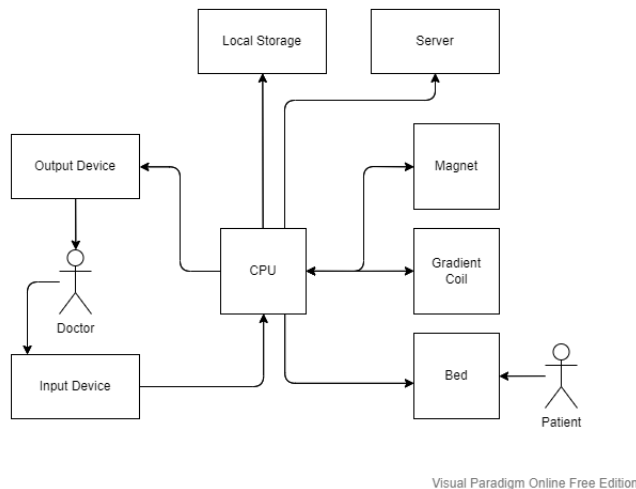 Local Storage
Server
Output Device
Magnet
CPU
Gradient
Coil
Doctor
Input Device
Bed
Patient
Visual Paradigm Online Free Edition